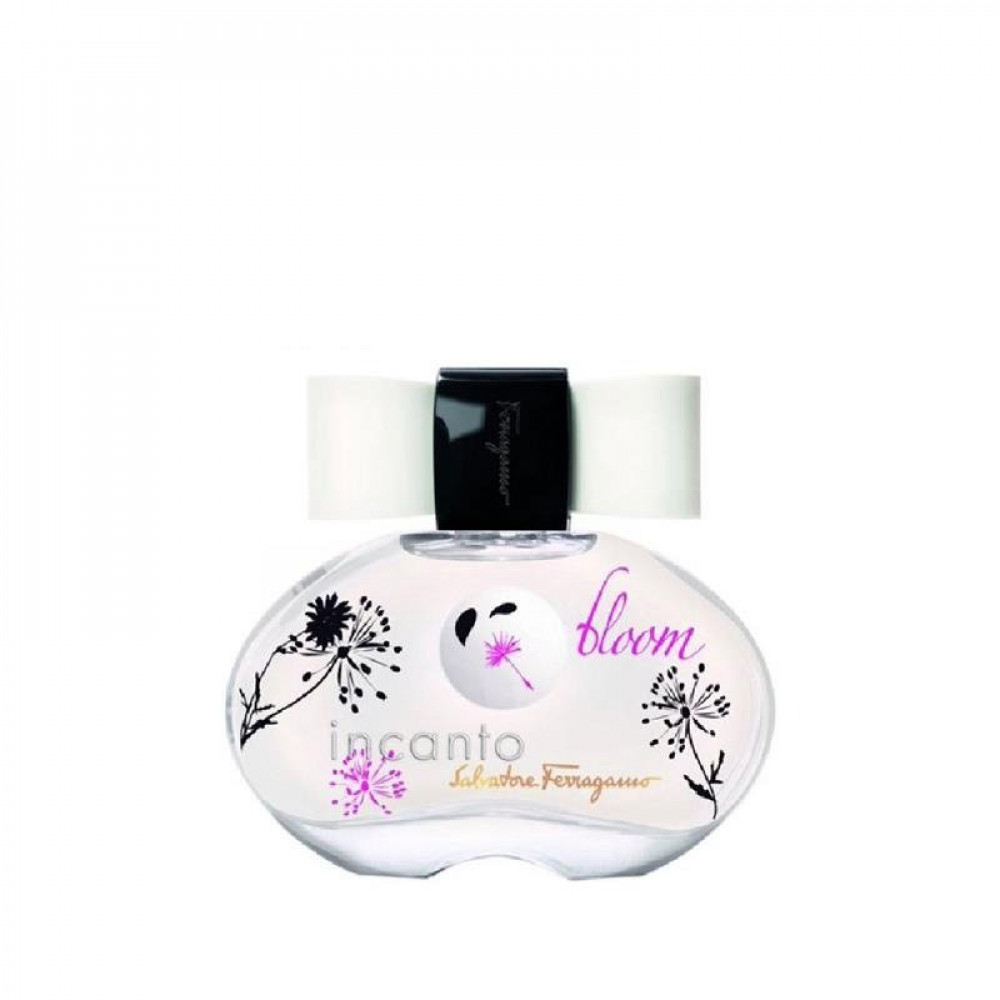 Ferragamo
bloom
incanto
Salvatore Ferragamo